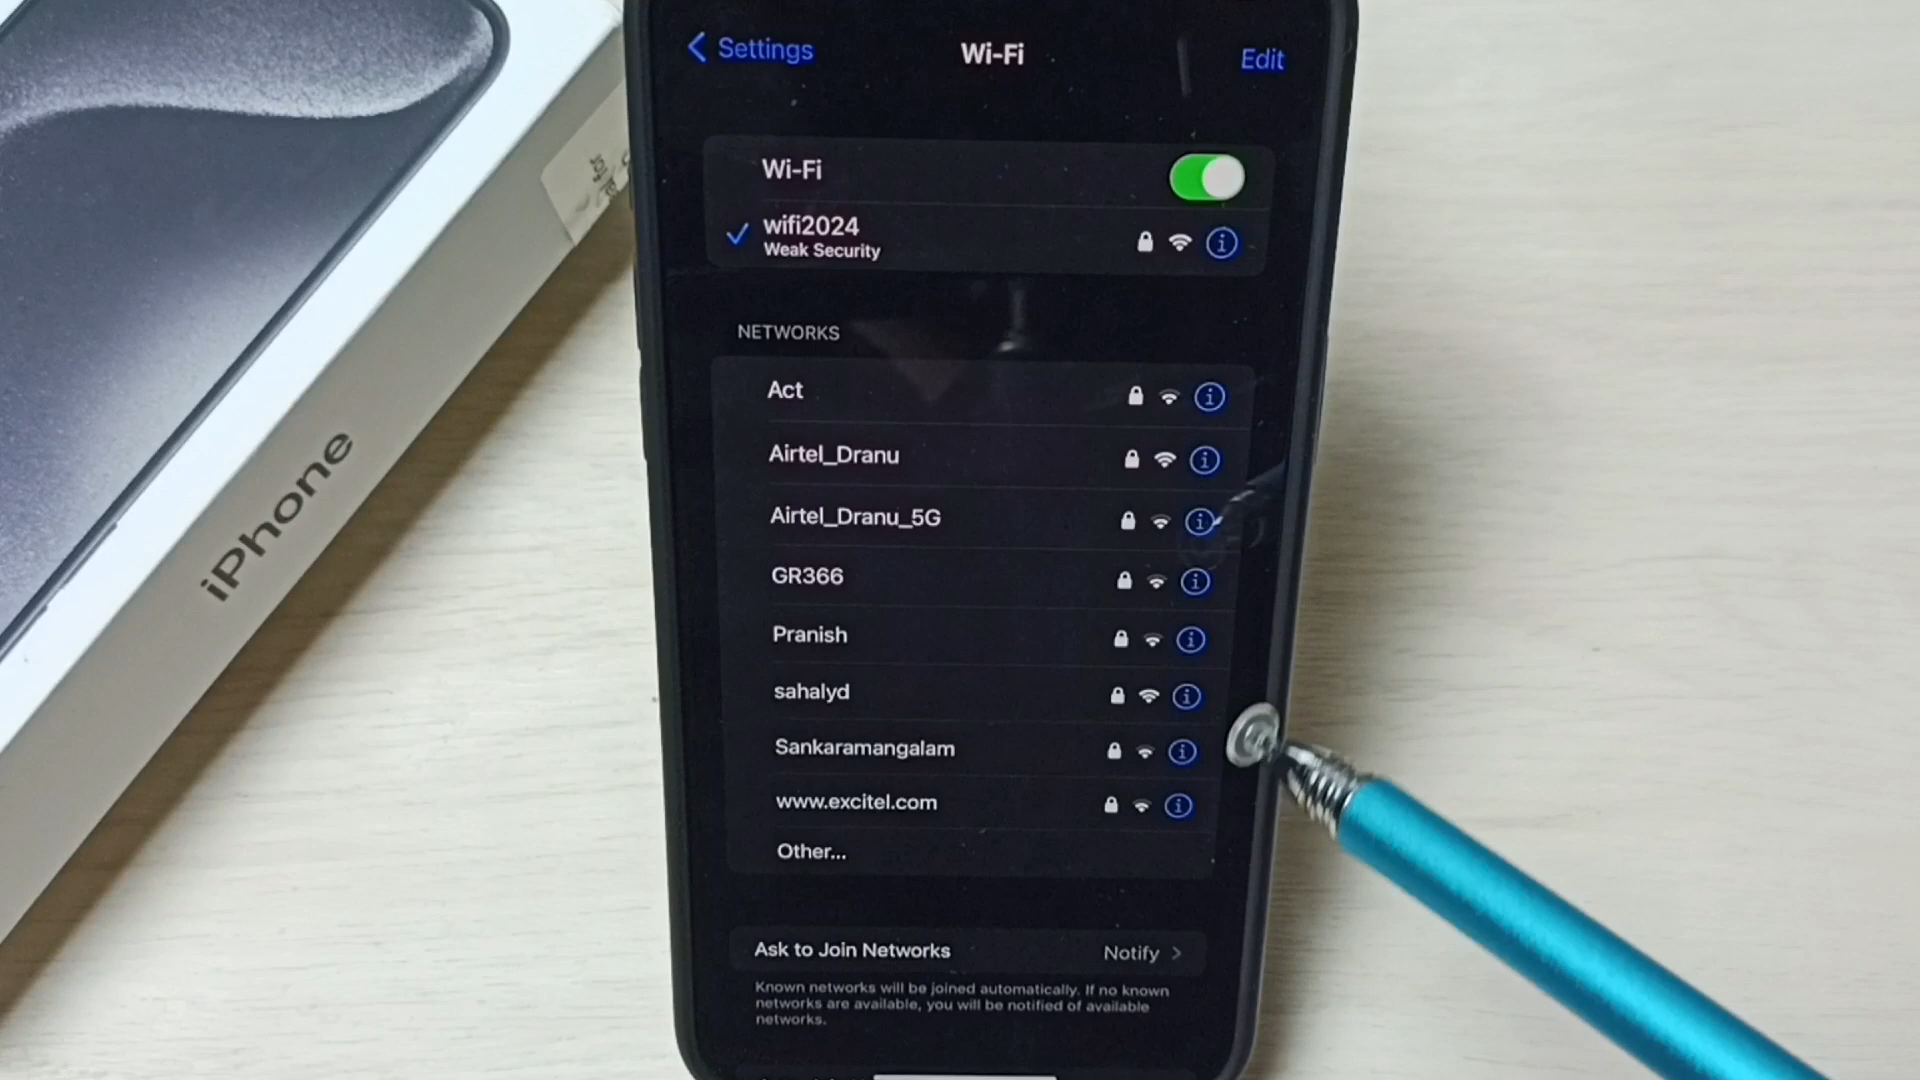 Settings
Wi-Fi
Edit
Wi-Fi
wifi2024
Weak Security
NETWORKS
Act
Airtel_Dranu
Airtel_Dranu_5G
GR366
Pranish
sahalyd
Sankaramangalam
www.excitel.com
Other...
Ask to Join Networks
Notify
Known networks will be joined automatically. If no known
networks are available, you will be notified of available
networks.
iPhone